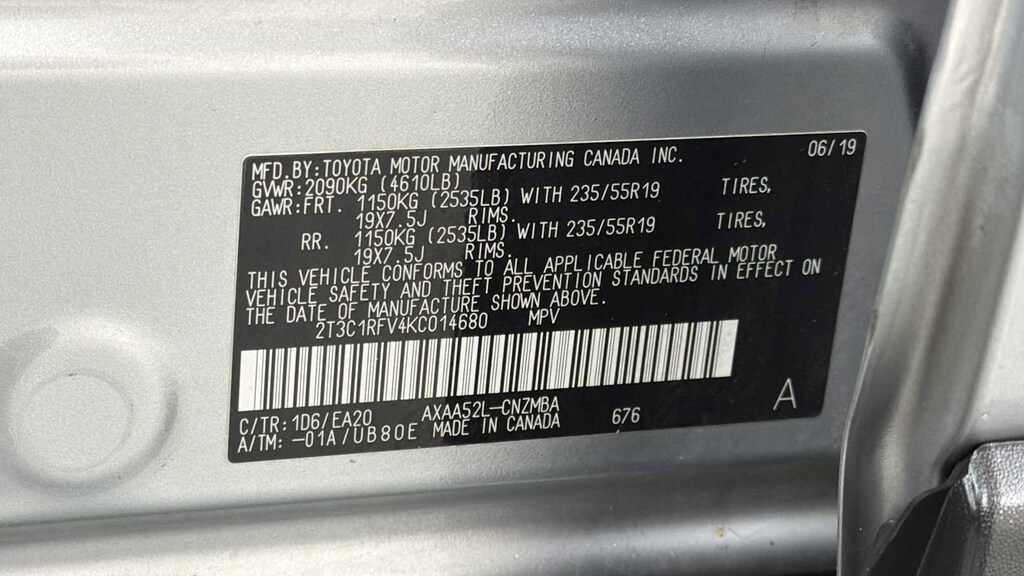 MFD. BY: TOYOTA MOTOR MANUFACTURING CANADA INC. 06/19
GVWR: 2090KG (4610LB)
GAWR: FRT. 1150KG (2535LB) WITH 235/55R19 TIRES,
19X7.5J RIMS.
RR. 1150KG (2535LB) WITH 235/55R19 TIRES,
19X7.5J RIMS.
THIS VEHICLE CONFORMS TO ALL APPLICABLE FEDERAL MOTOR
VEHICLE SAFETY AND THEFT PREVENTION STANDARDS IN EFFECT ON
THE DATE OF MANUFACTURE SHOWN ABOVE.
2T3C1RFV4KC014680 MPV
C/TR: 1D6/EA20 AXAA52L-CNZMBA 676 A
A/TM: -01A/UB80E MADE IN CANADA